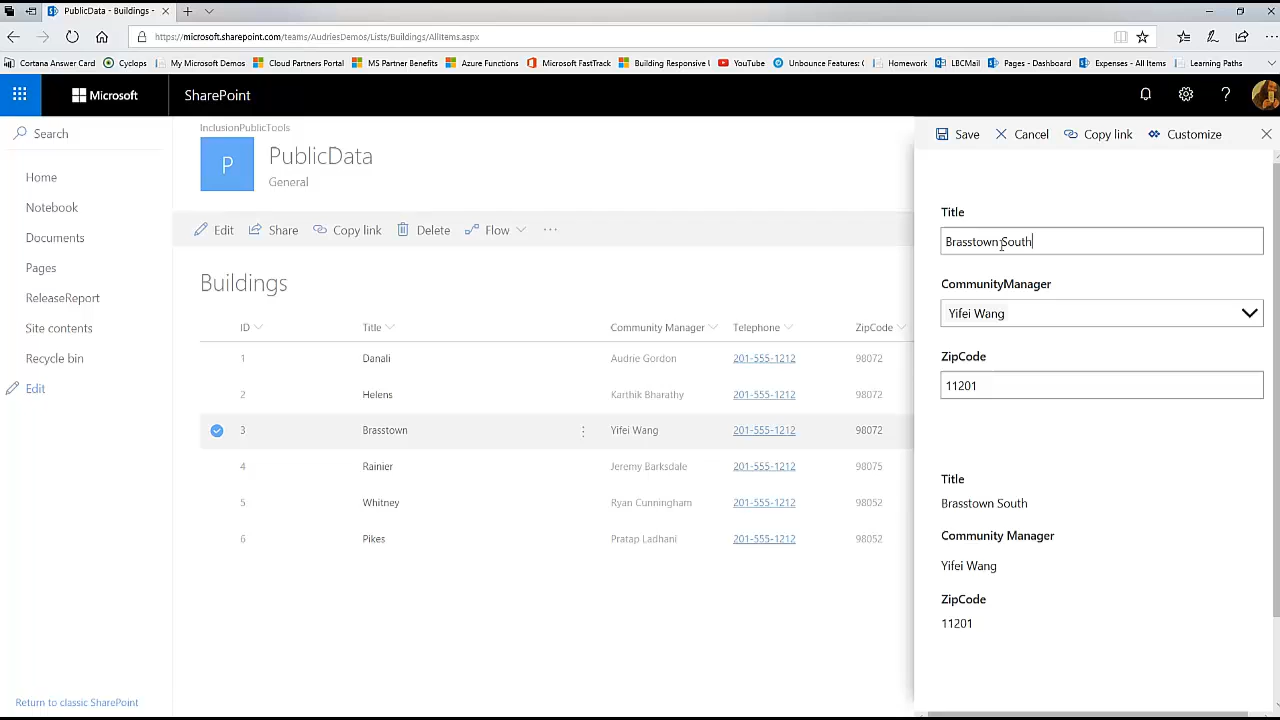 PublicData - Buildings -
https://microsoft.sharepoint.com/teams/AudriesDemos/Lists/Buildings/AllItems.aspx
Cortana Answer Card Cyclops My Microsoft Demos Cloud Partners Portal MS Partner Benefits Azure Functions Microsoft FastTrack Building Responsive YouTube Unbounce Features: Homework LBCMail Pages - Dashboard Expenses - All Items Learning Paths
Microsoft SharePoint
Search
Home
Notebook
Documents
Pages
ReleaseReport
Site contents
Recycle bin
Edit
Return to classic SharePoint
InclusionPublicTools
P PublicData
General
Edit Share Copy link Delete Flow ...
Buildings
ID Title Community Manager Telephone ZipCode
1 Danali Audrie Gordon 201-555-1212 98072
2 Helens Karthik Bharathy 201-555-1212 98072
3 Brasstown Yifei Wang 201-555-1212 98072
4 Rainier Jeremy Barksdale 201-555-1212 98075
5 Whitney Ryan Cunningham 201-555-1212 98052
6 Pikes Pratap Ladhani 201-555-1212 98052
Save Cancel Copy link Customize
Title
Brasstown South
CommunityManager
Yifei Wang
ZipCode
11201
Title
Brasstown South
Community Manager
Yifei Wang
ZipCode
11201